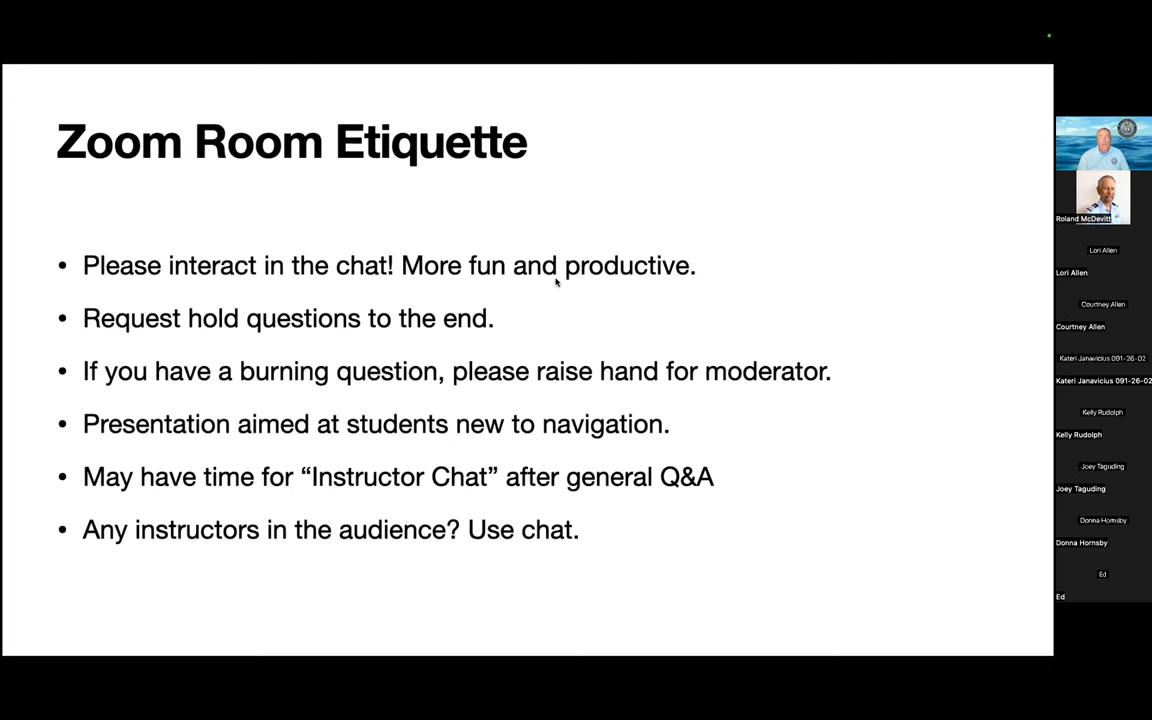 Zoom Room Etiquette
• Please interact in the chat! More fun and productive.
• Request hold questions to the end.
• If you have a burning question, please raise hand for moderator.
• Presentation aimed at students new to navigation.
• May have time for “Instructor Chat” after general Q&A
• Any instructors in the audience? Use chat.
Roland McDevitt
Lori Allen
Lori Allen
Courtney Allen
Courtney Allen
Kateri Janavicius 091-26-02
Kateri Janavicius 091-26-02
Kelly Rudolph
Kelly Rudolph
Joey Taguding
Joey Taguding
Donna Hornsby
Donna Hornsby
Ed
Ed